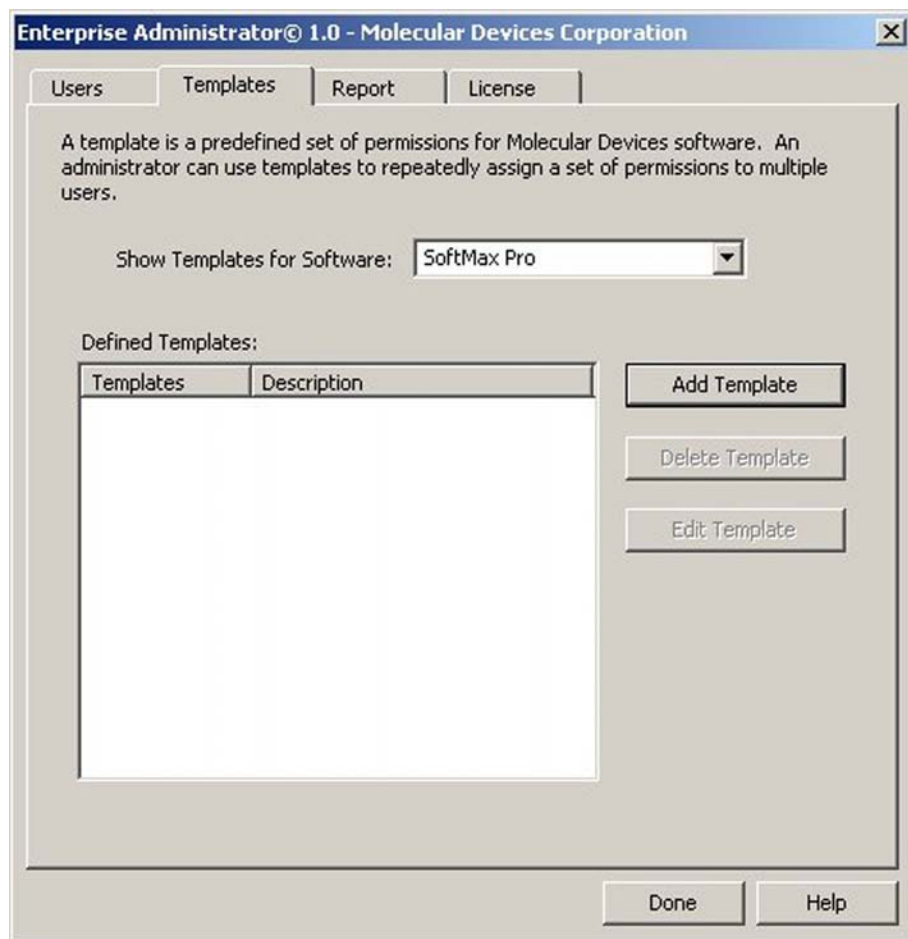 Enterprise Administrator© 1.0 - Molecular Devices Corporation
Users Templates Report License
A template is a predefined set of permissions for Molecular Devices software. An
administrator can use templates to repeatedly assign a set of permissions to multiple
users.
Show Templates for Software: SoftMax Pro
Defined Templates:
Templates Description
Add Template
Delete Template
Edit Template
Done Help